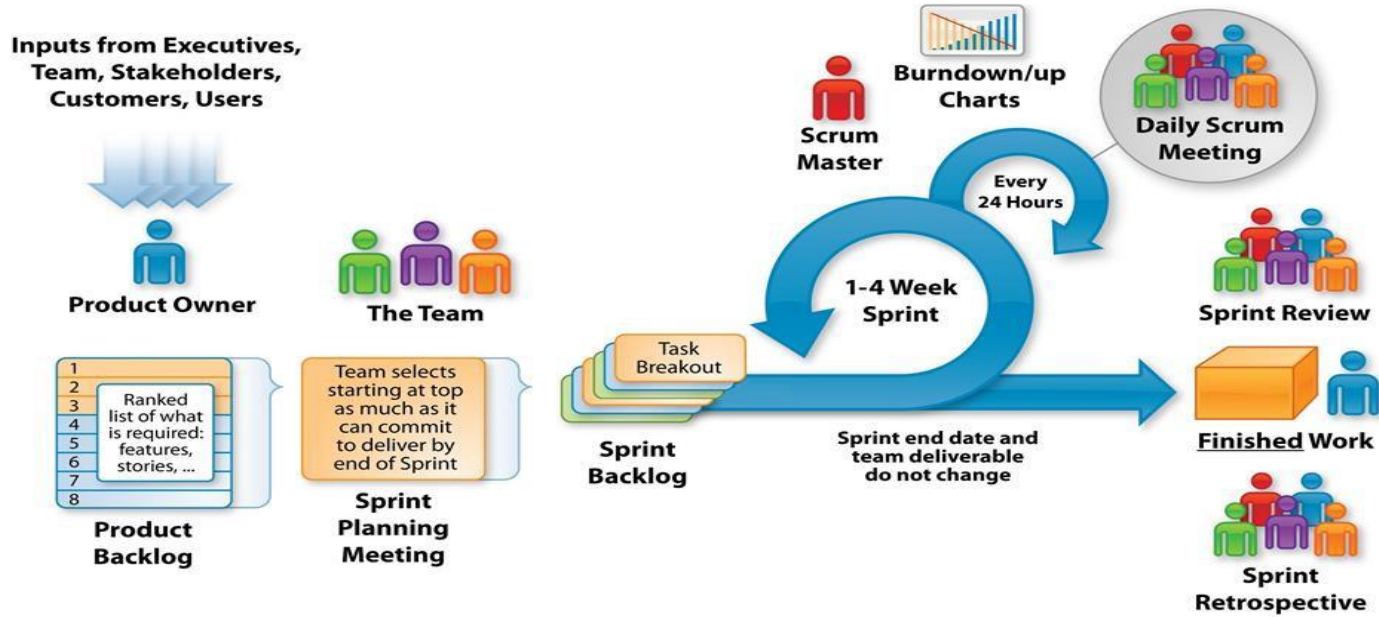 Inputs from Executives,
Team, Stakeholders,
Customers, Users
Product Owner
The Team
1
2
3
4
5
6
7
8
Ranked
list of what
is required:
features,
stories, ...
Product
Backlog
Team selects
starting at top
as much as it
can commit
to deliver by
end of Sprint
Sprint
Planning
Meeting
Task
Breakout
Sprint
Backlog
Scrum
Master
Burndown/up
Charts
Every
24 Hours
Daily Scrum
Meeting
1-4 Week
Sprint
Sprint end date and
team deliverable
do not change
Sprint Review
Finished Work
Sprint
Retrospective